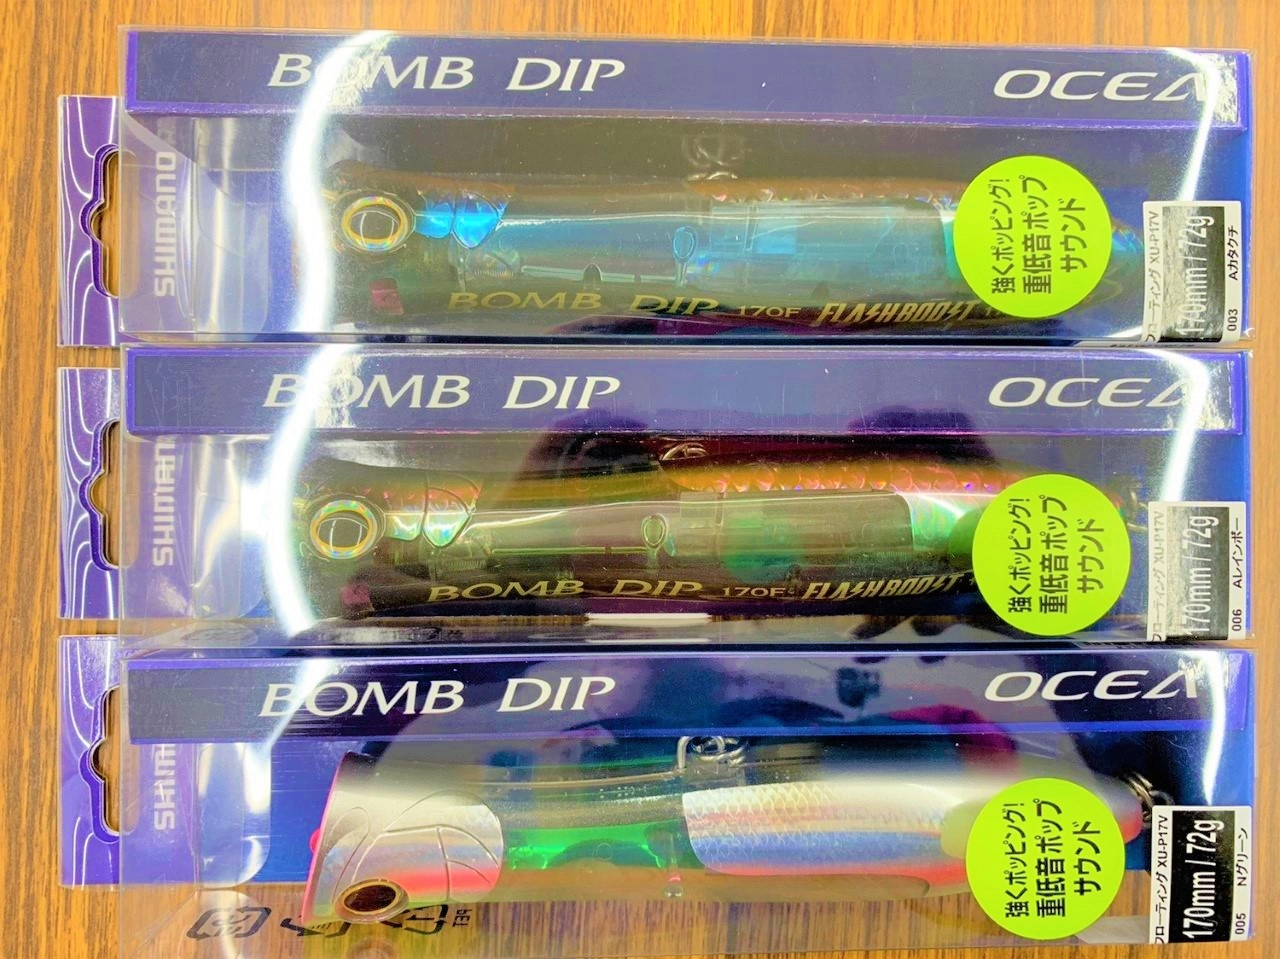 BOMB DIP
OCEA
SHIMANO
強くポッピング!
重低音ポップ
サウンド
BOMB DIP 170F FLASH BOOST
フローティング XU-P17V
170mm / 72g
003 Aカタクチ
BOMB DIP
OCEA
SHIMANO
強くポッピング!
重低音ポップ
サウンド
BOMB DIP 170F FLASH BOOST
フローティング XU-P17V
170mm / 72g
006 Aレインボー
BOMB DIP
OCEA
SHIMANO
強くポッピング!
重低音ポップ
サウンド
フローティング XU-P17V
170mm / 72g
005 Nグリーン
PET